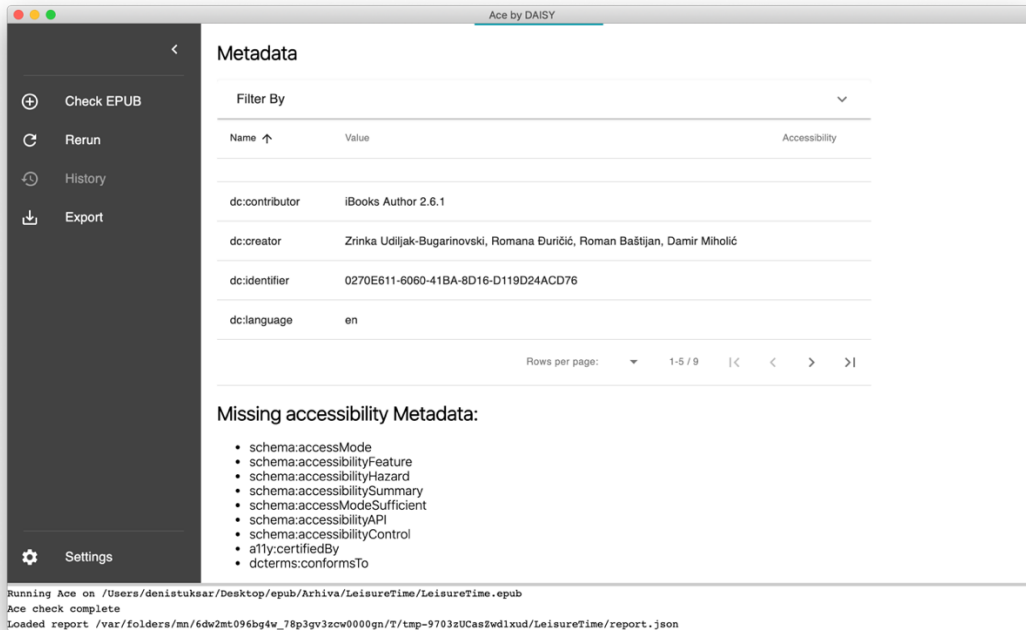 Ace by DAISY
Metadata
Check EPUB
Rerun
History
Export
Settings
Filter By
Name Value Accessibility
dc:contributor iBooks Author 2.6.1
dc:creator Zrinka Udiljak-Bugarinovski, Romana Đuričić, Roman Baštijan, Damir Miholić
dc:identifier 0270E611-6060-41BA-8D16-D119D24ACD76
dc:language en
Rows per page: 1-5 / 9
Missing accessibility Metadata:
schema:accessMode
schema:accessibilityFeature
schema:accessibilityHazard
schema:accessibilitySummary
schema:accessModeSufficient
schema:accessibilityAPI
schema:accessibilityControl
a11y:certifiedBy
dcterms:conformsTo
Running Ace on /Users/denistuksar/Desktop/epub/Arhiva/LeisureTime/LeisureTime.epub
Ace check complete
Loaded report /var/folders/mn/6dw2mt096bg4w_78p3gv3zcw0000gn/T/tmp-9703zUCasZwd1xud/LeisureTime/report.json